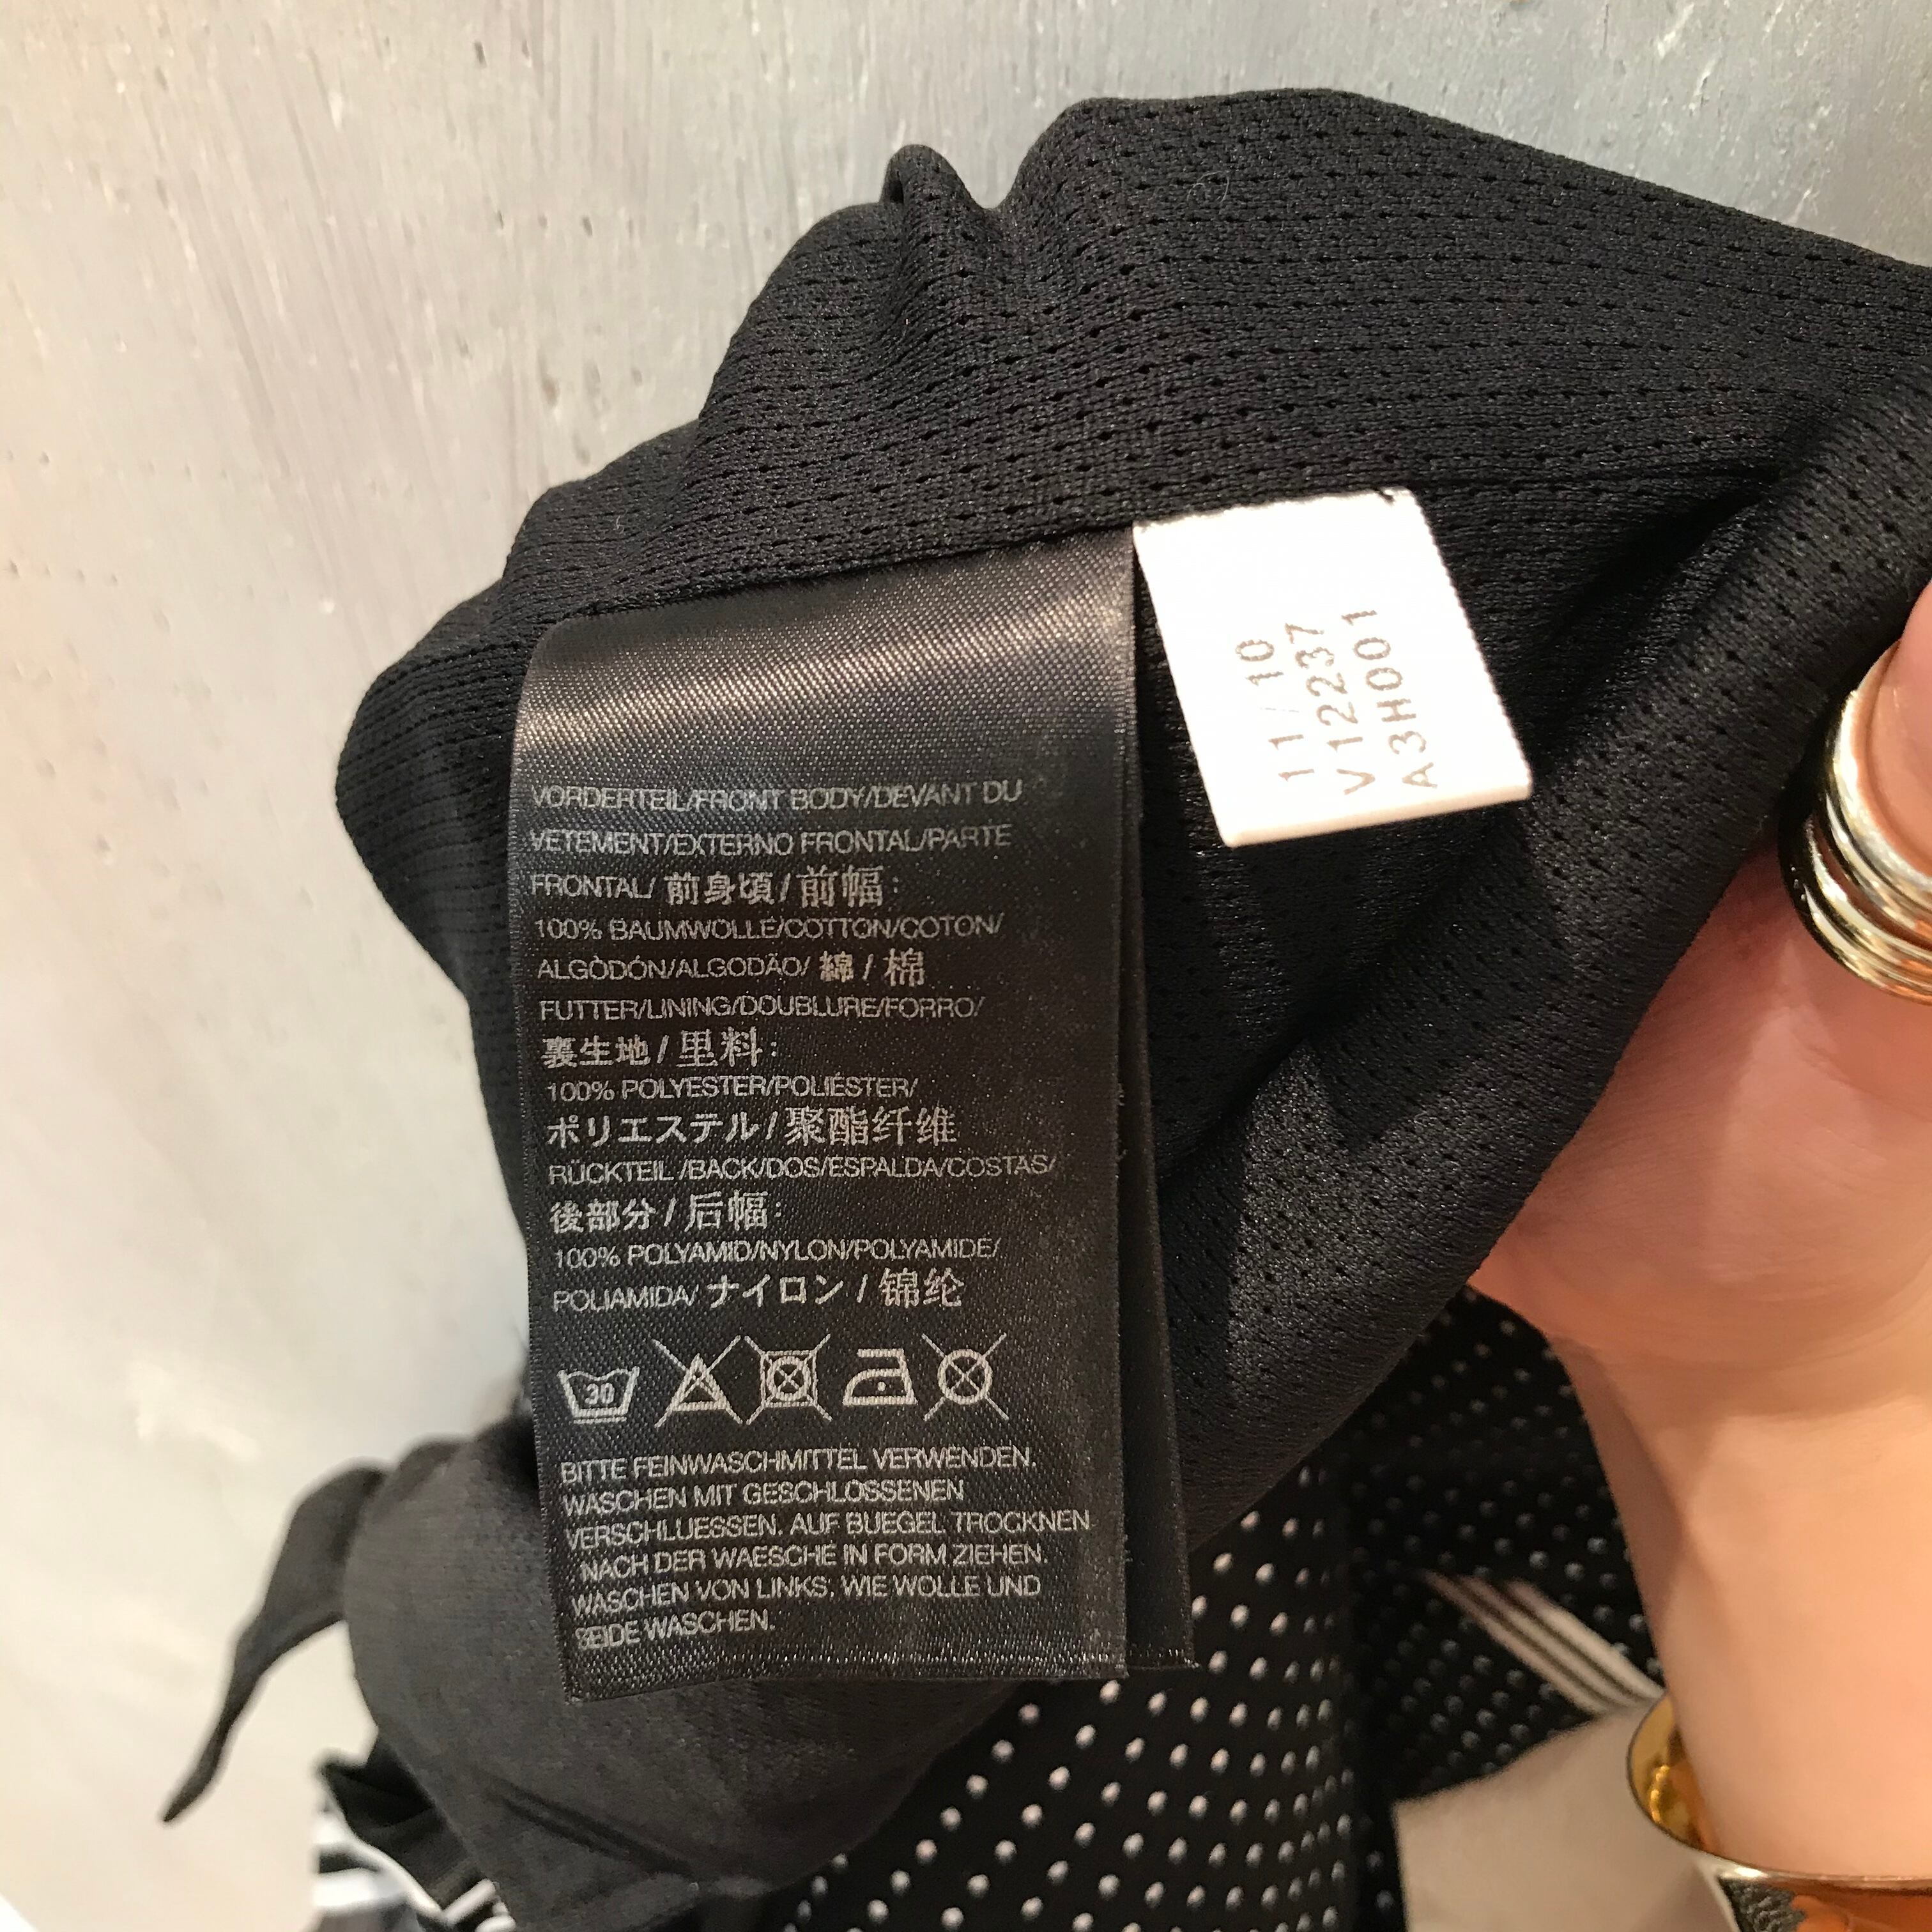 VORDERTEIL/FRONT BODY/DEVANT DU
VETEMENT/EXTERNO FRONTAL/PARTE
FRONTAL/ 前身頃 / 前幅:
100% BAUMWOLLE/COTTON/COTON/
ALGÒDÓN/ALGODÃO/ 綿 / 棉
FUTTER/LINING/DOUBLURE/FORRO/
裏生地 / 里料:
100% POLYESTER/POLIÉSTER/
ポリエステル / 聚酯纤维
RÜCKTEIL /BACK/DOS/ESPALDA/COSTAS/
後部分 / 后幅:
100% POLYAMID/NYLON/POLYAMIDE/
POLIAMIDA/ ナイロン / 锦纶
30
BITTE FEINWASCHMITTEL VERWENDEN.
WASCHEN MIT GESCHLOSSENEN
VERSCHLUESSEN. AUF BUEGEL TROCKNEN
NACH DER WAESCHE IN FORM ZIEHEN.
WASCHEN VON LINKS. WIE WOLLE UND
SEIDE WASCHEN.
11/10
V12237
A3H001